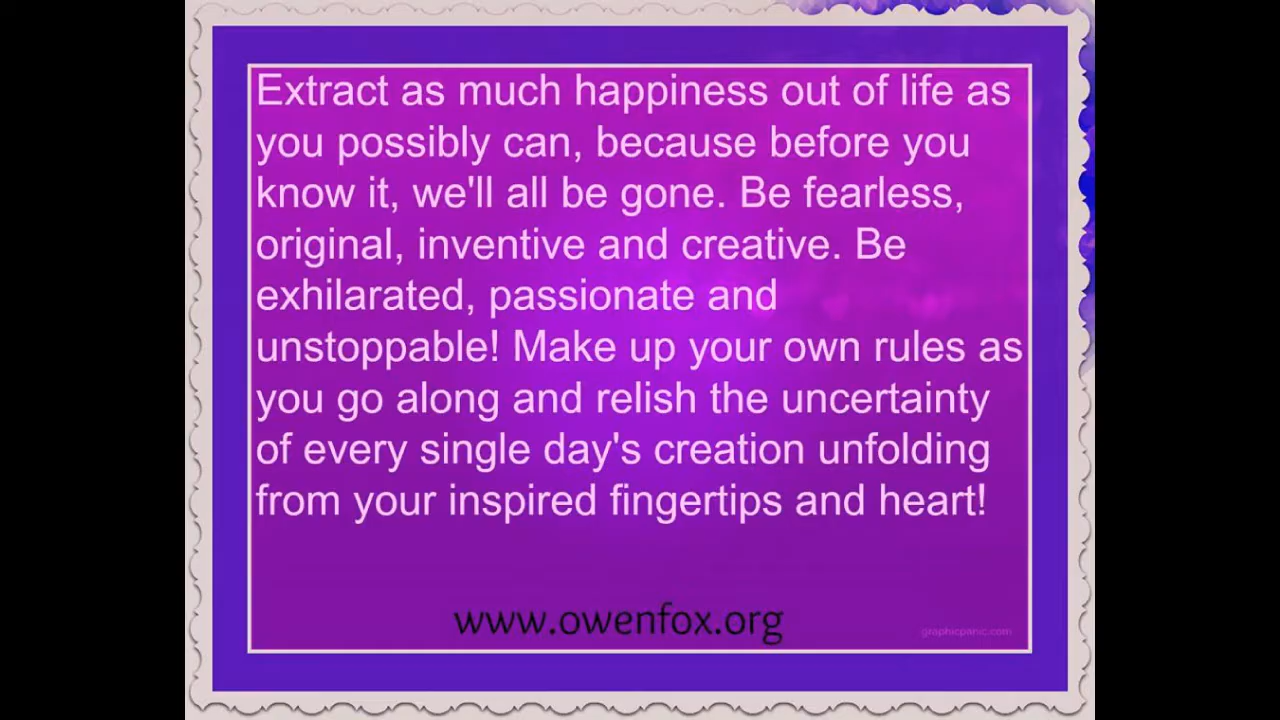 Extract as much happiness out of life as
you possibly can, because before you
know it, we'll all be gone. Be fearless,
original, inventive and creative. Be
exhilarated, passionate and
unstoppable! Make up your own rules as
you go along and relish the uncertainty
of every single day's creation unfolding
from your inspired fingertips and heart!
www.owenfox.org
graphicpanic.com